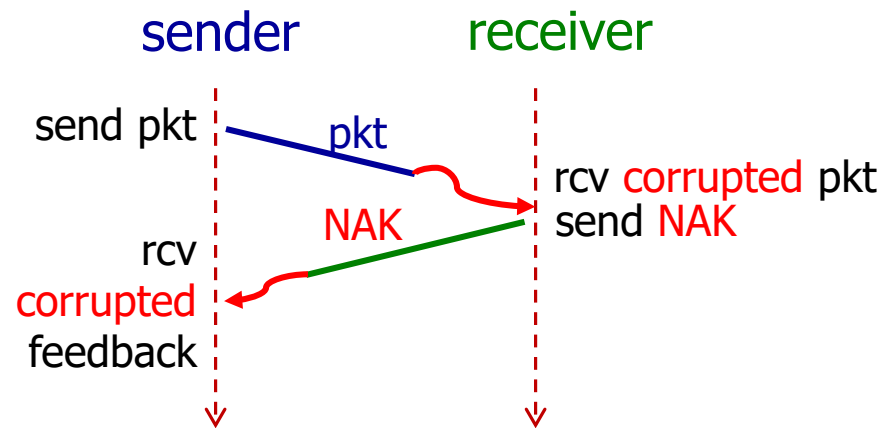 sender
receiver
send pkt
pkt
rcv corrupted pkt
send NAK
NAK
rcv
corrupted
feedback